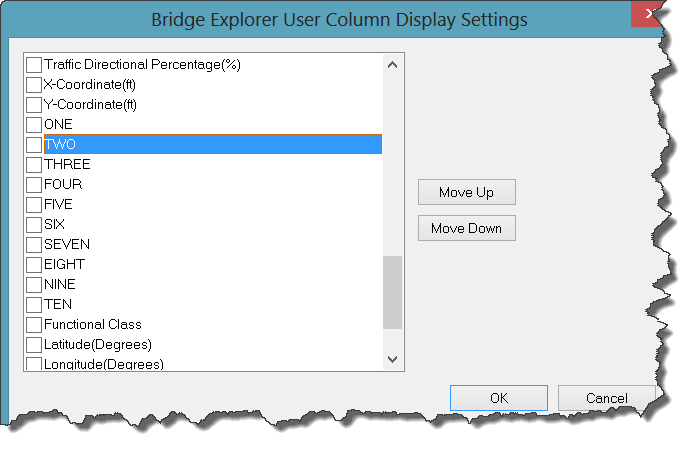 Bridge Explorer User Column Display Settings
Traffic Directional Percentage(%)
X-Coordinate(ft)
Y-Coordinate(ft)
ONE
TWO
THREE
FOUR
FIVE
SIX
SEVEN
EIGHT
NINE
TEN
Functional Class
Latitude(Degrees)
Longitude(Degrees)
Move Up
Move Down
OK
Cancel